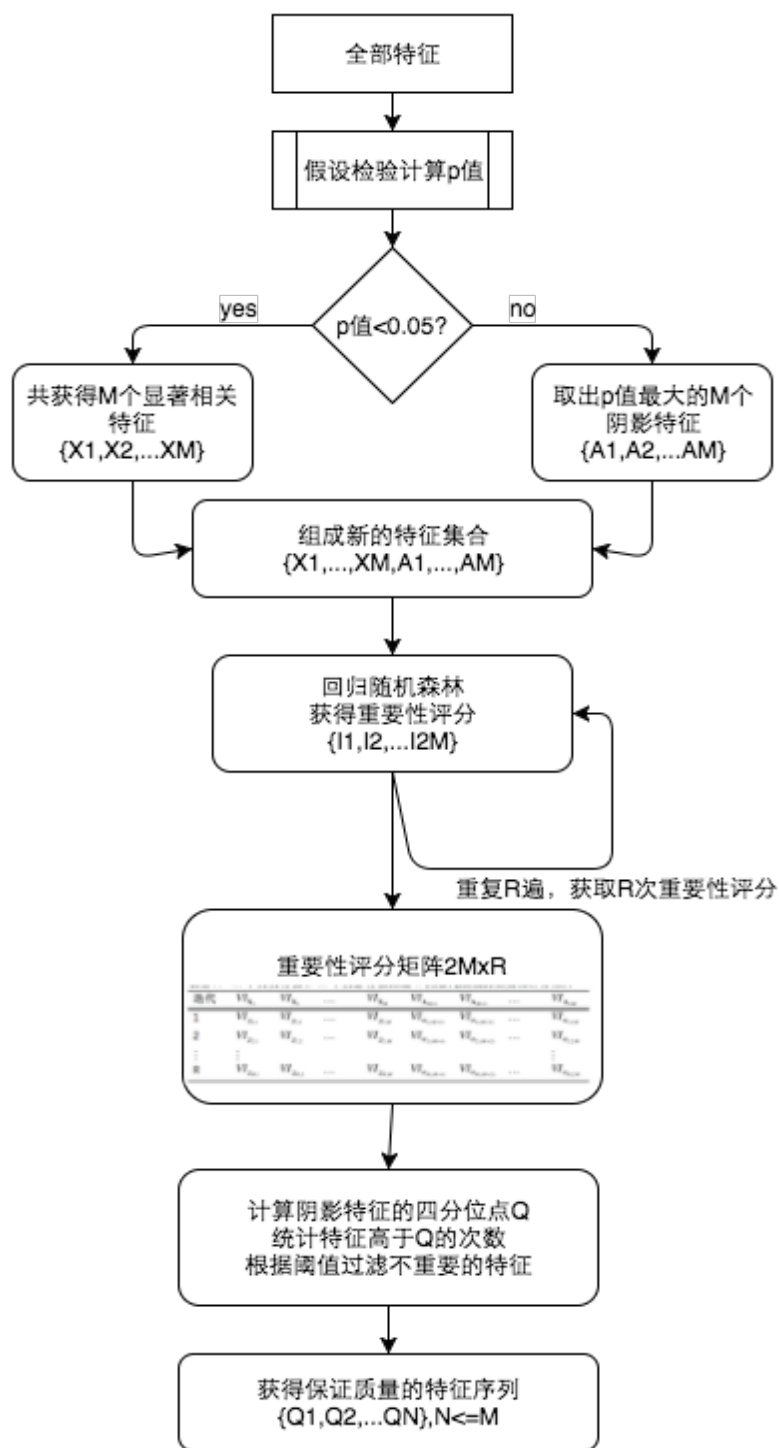 全部特征
假设检验计算p值
p值<0.05?
yes
no
共获得M个显著相关
特征
{X1,X2,...XM}
取出p值最大的M个
阴影特征
{A1,A2,...AM}
组成新的特征集合
{X1,...,XM,A1,...,AM}
回归随机森林
获得重要性评分
{I1,I2,...I2M}
重复R遍，获取R次重要性评分
重要性评分矩阵2MxR
迭代
1
2
R
计算阴影特征的四分位点Q
统计特征高于Q的次数
根据阈值过滤不重要的特征
获得保证质量的特征序列
{Q1,Q2,...QN},N<=M